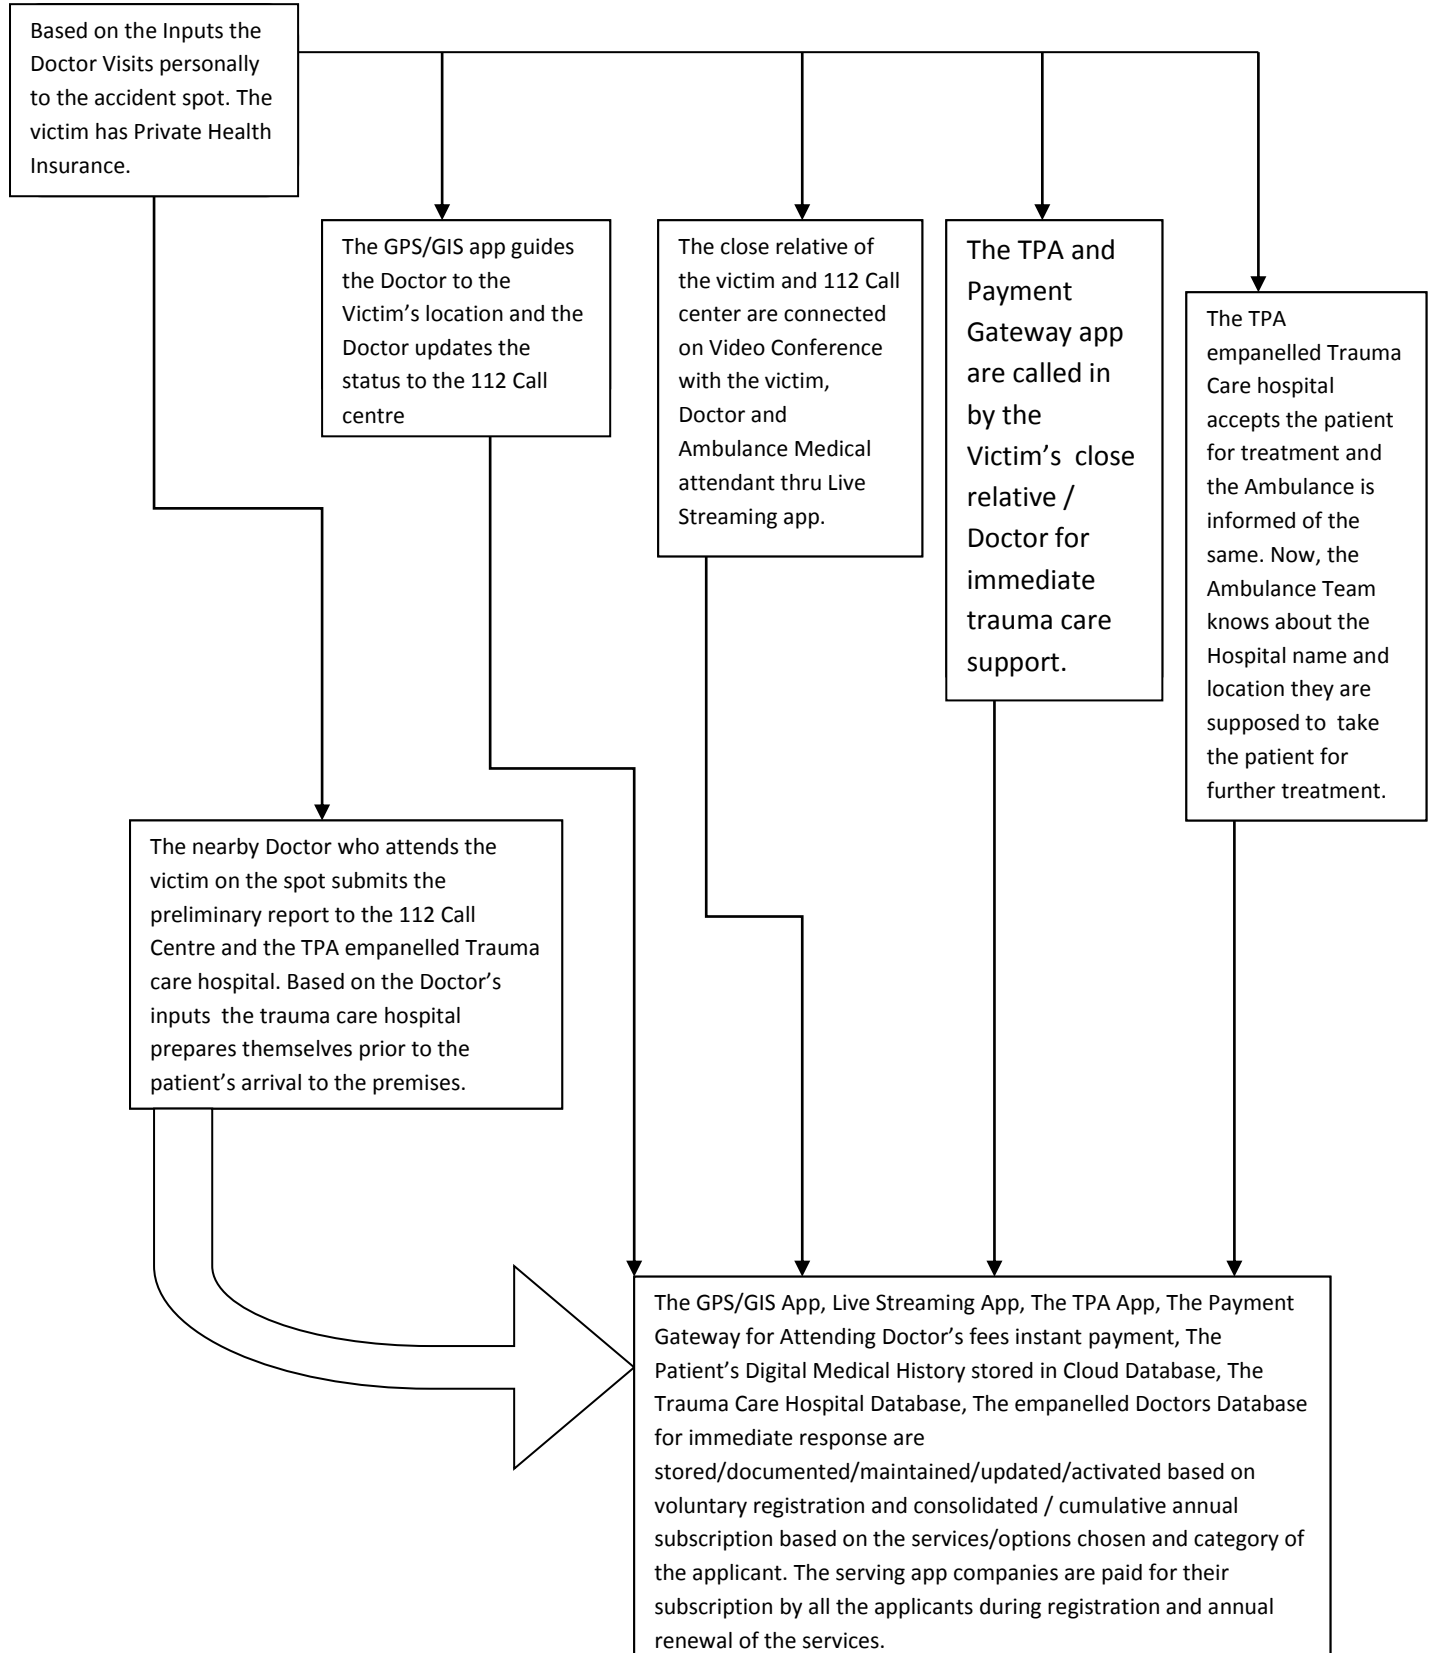 Based on the Inputs the
Doctor Visits personally
to the accident spot. The
victim has Private Health
Insurance.
The GPS/GIS app guides
the Doctor to the
Victim’s location and the
Doctor updates the
status to the 112 Call
centre
The close relative of
the victim and 112 Call
center are connected
on Video Conference
with the victim,
Doctor and
Ambulance Medical
attendant thru Live
Streaming app.
The TPA and
Payment
Gateway app
are called in
by the
Victim’s close
relative /
Doctor for
immediate
trauma care
support.
The TPA
empanelled Trauma
Care hospital
accepts the patient
for treatment and
the Ambulance is
informed of the
same. Now, the
Ambulance Team
knows about the
Hospital name and
location they are
supposed to take
the patient for
further treatment.
The nearby Doctor who attends the
victim on the spot submits the
preliminary report to the 112 Call
Centre and the TPA empanelled Trauma
care hospital. Based on the Doctor’s
inputs the trauma care hospital
prepares themselves prior to the
patient’s arrival to the premises.
The GPS/GIS App, Live Streaming App, The TPA App, The Payment
Gateway for Attending Doctor’s fees instant payment, The
Patient’s Digital Medical History stored in Cloud Database, The
Trauma Care Hospital Database, The empanelled Doctors Database
for immediate response are
stored/documented/maintained/updated/activated based on
voluntary registration and consolidated / cumulative annual
subscription based on the services/options chosen and category of
the applicant. The serving app companies are paid for their
subscription by all the applicants during registration and annual
renewal of the services.